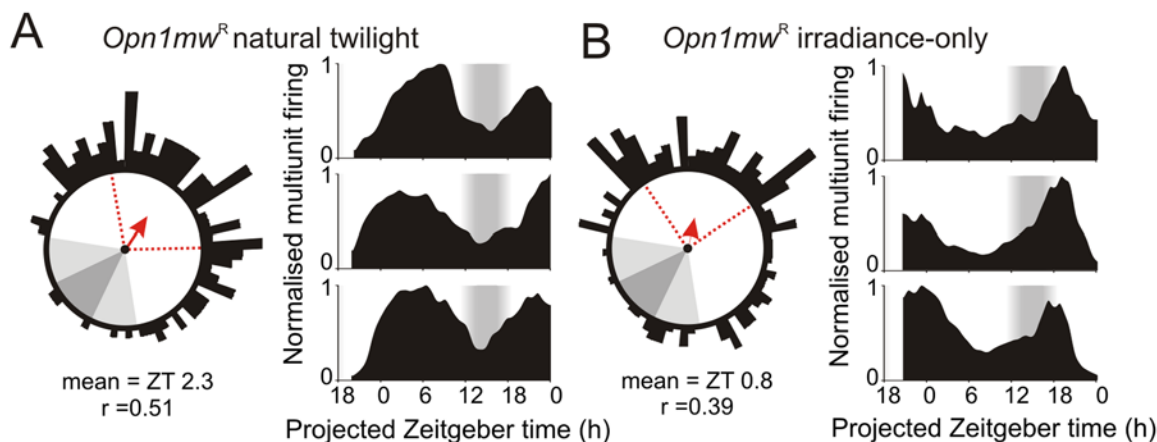 A
Opn1mwR natural twilight
Normalised multiunit firing
1
0
1
0
1
0
18 0 6 12 18 0
Projected Zeitgeber time (h)
mean = ZT 2.3
r =0.51
B
Opn1mwR irradiance-only
Normalised multiunit firing
1
0
1
0
1
0
18 0 6 12 18 0
Projected Zeitgeber time (h)
mean = ZT 0.8
r =0.39